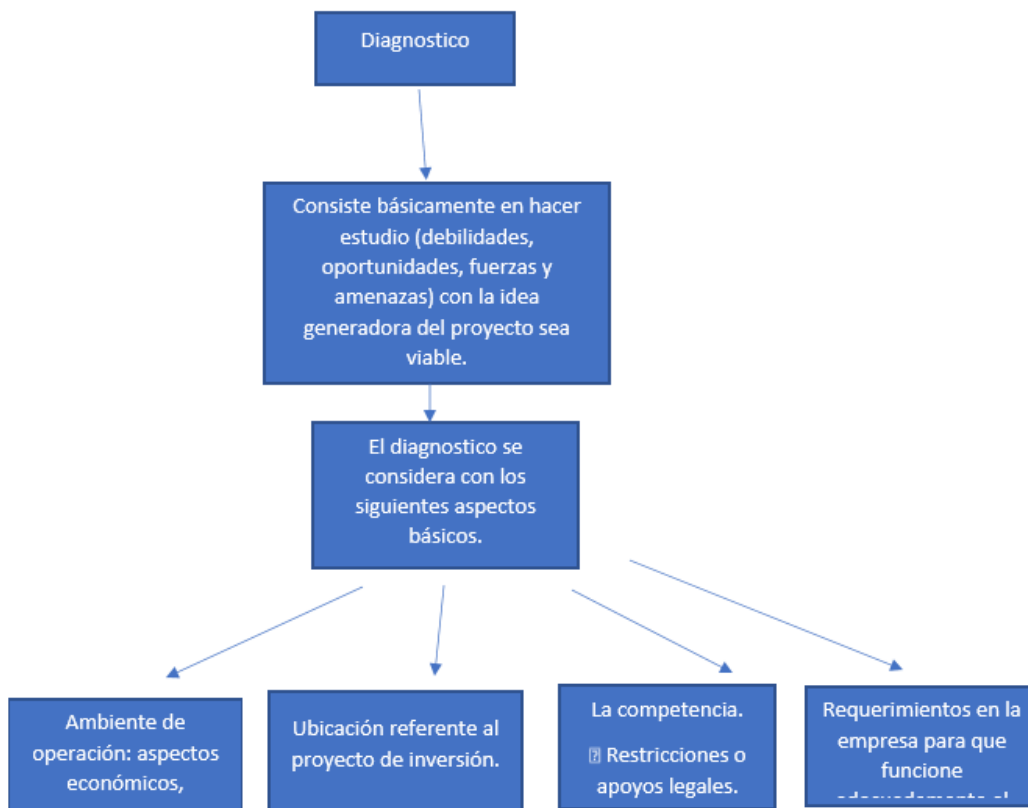 Diagnostico
Consiste básicamente en hacer
estudio (debilidades,
oportunidades, fuerzas y
amenazas) con la idea
generadora del proyecto sea
viable.
El diagnostico se
considera con los
siguientes aspectos
básicos.
Ambiente de
operación: aspectos
económicos,
Ubicación referente al
proyecto de inversión.
La competencia.
Restricciones o
apoyos legales.
Requerimientos en la
empresa para que
funcione